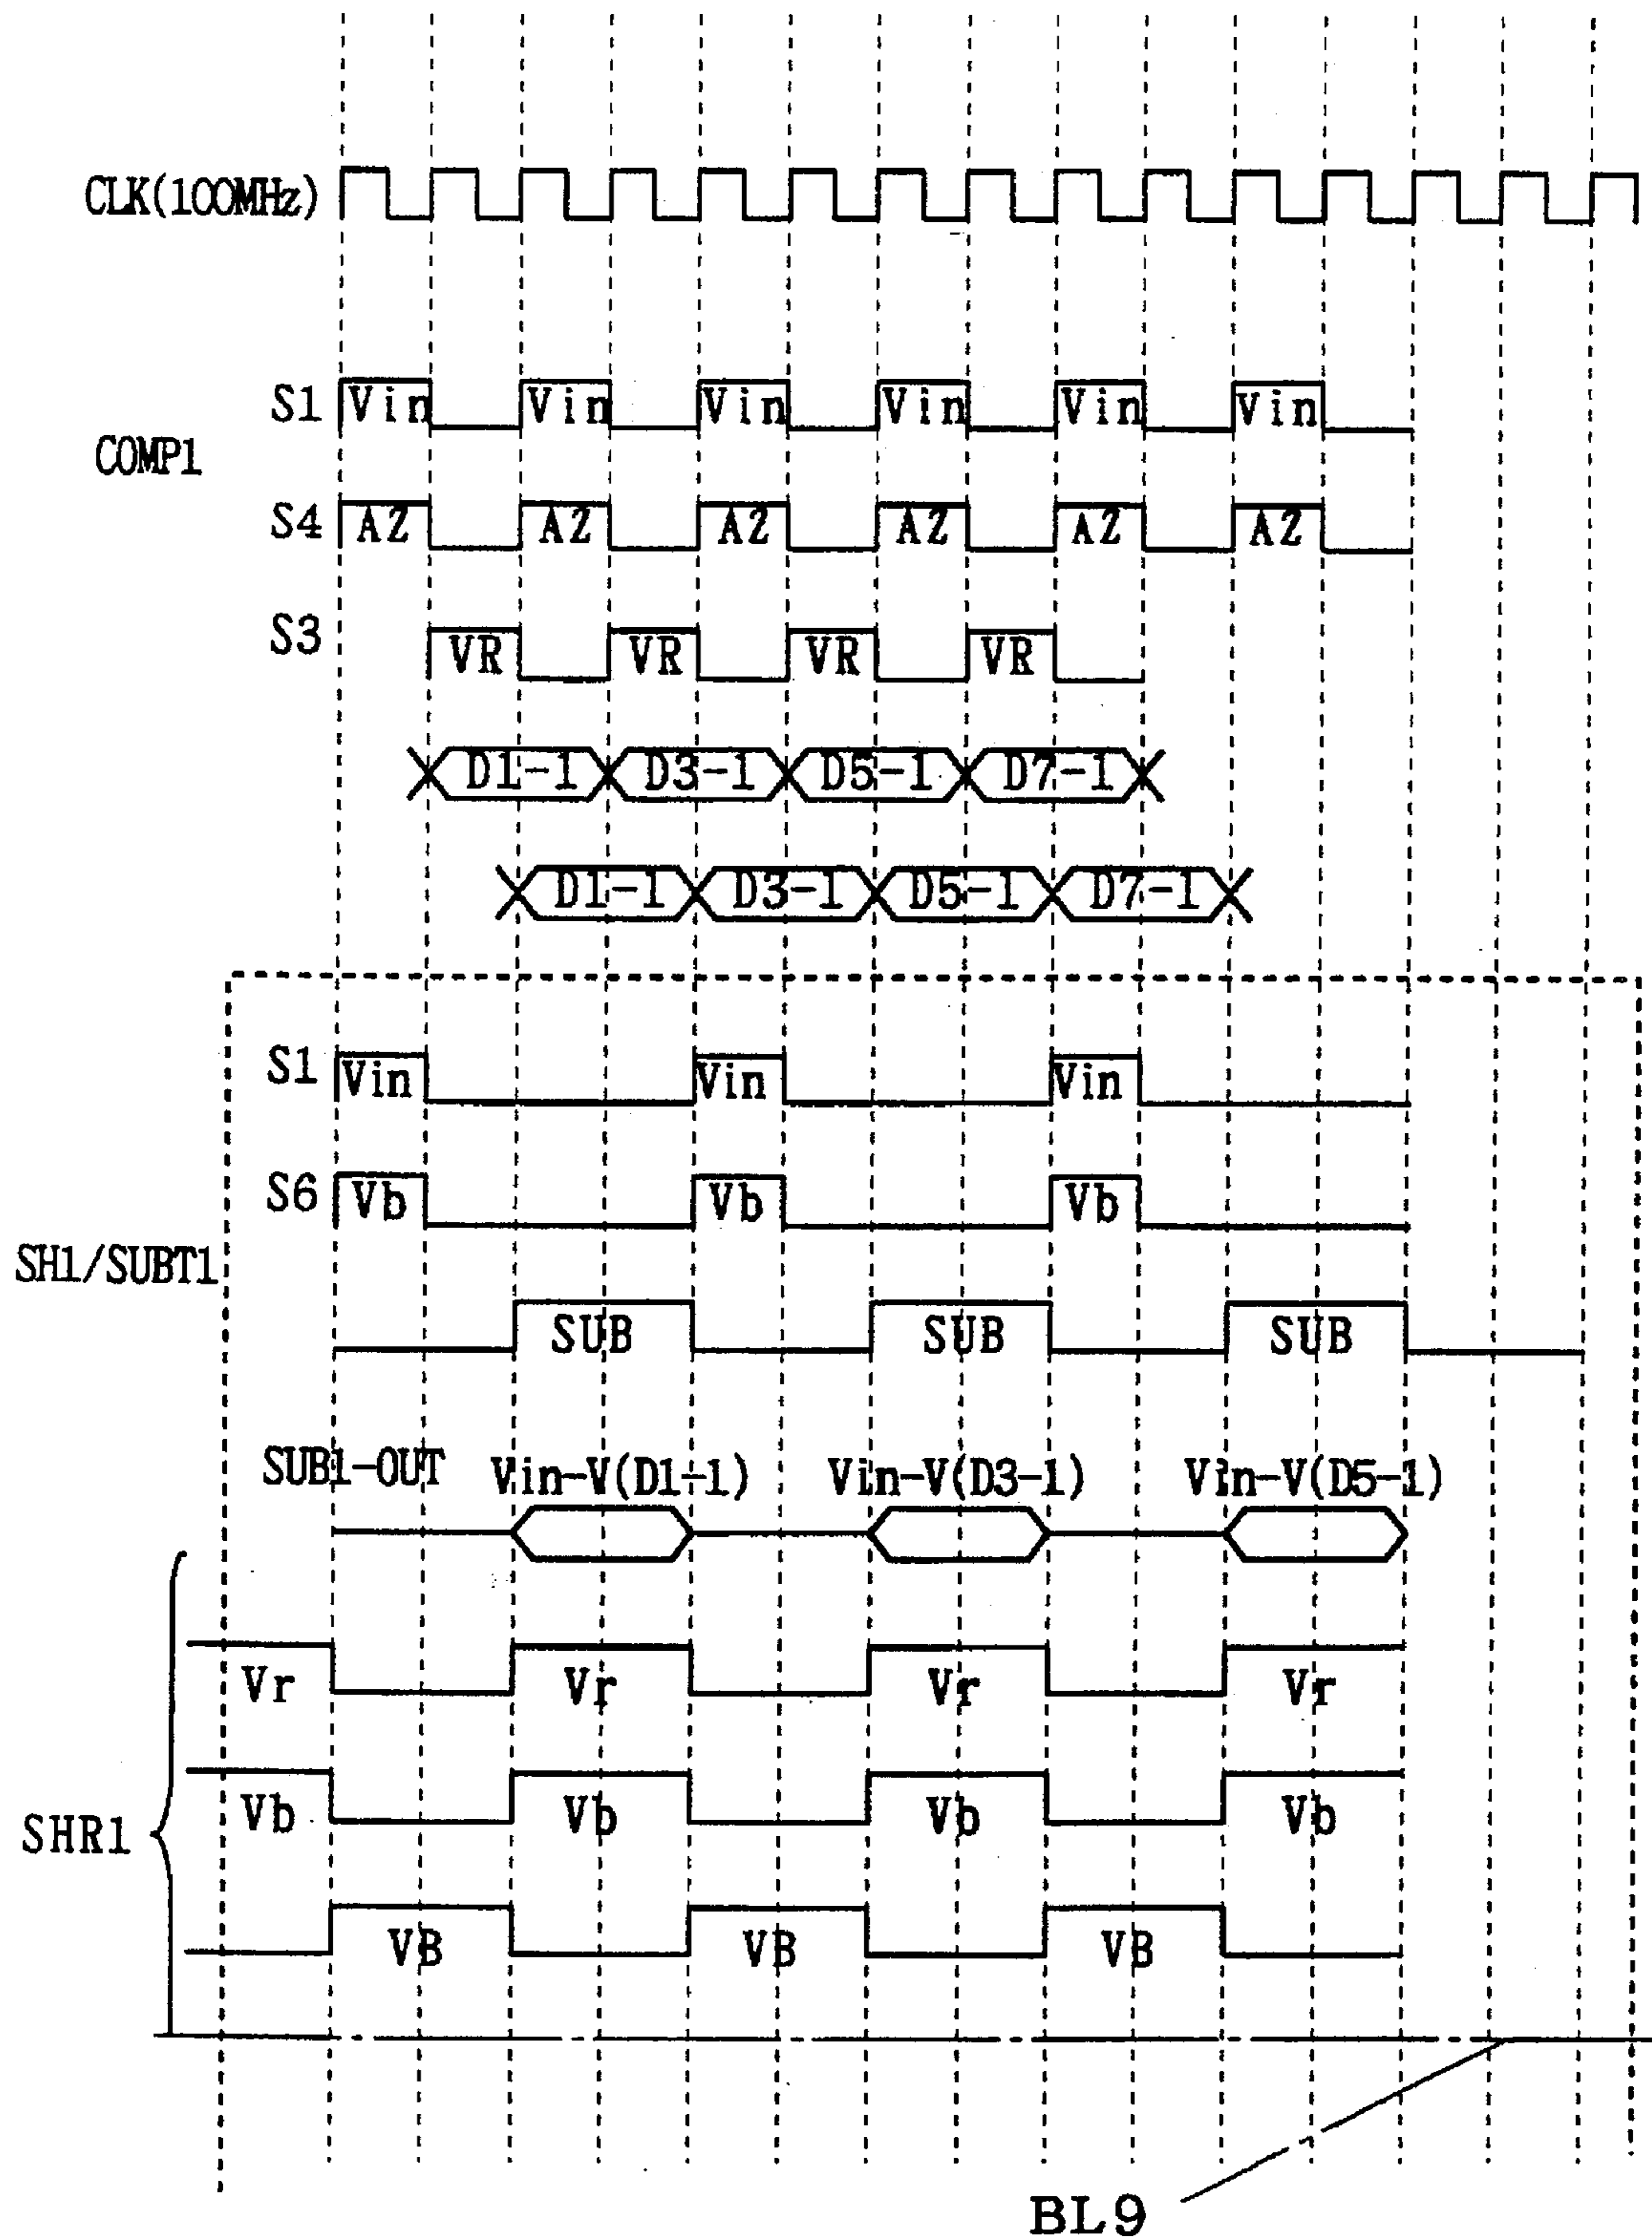 CLK(100MHz)
S1 Vin Vin Vin Vin Vin Vin
COMP1
S4 AZ AZ AZ AZ AZ AZ
S3 VR VR VR VR
D1-1 D3-1 D5-1 D7-1
D1-1 D3-1 D5-1 D7-1
S1 Vin Vin Vin
S6 Vb Vb Vb
SH1/SUBT1
SUB SUB SUB
SUB1-OUT Vin-V(D1-1) Vin-V(D3-1) Vin-V(D5-1)
Vr Vr Vr Vr
Vb Vb Vb Vb
SHR1
VB VB VB
BL9